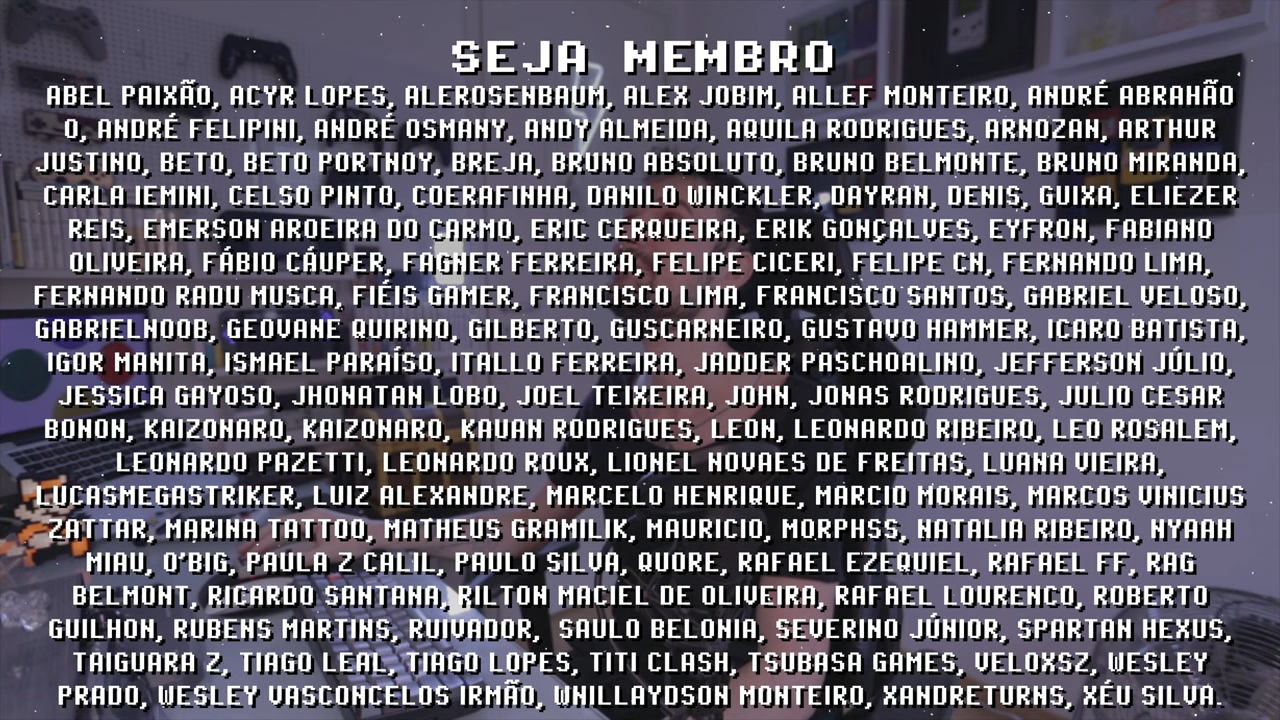 SEJA MEMBRO
ABEL PAIXÃO, ACYR LOPES, ALEROSENBAUM, ALEX JOBIM, ALLEF MONTEIRO, ANDRÉ ABRAHÃO
O, ANDRÉ FELIPINI, ANDRÉ OSMANY, ANDY ALMEIDA, AQUILA RODRIGUES, ARNOZAN, ARTHUR
JUSTINO, BETO, BETO PORTNOY, BREJA, BRUNO ABSOLUTO, BRUNO BELMONTE, BRUNO MIRANDA,
CARLA IEMINI, CELSO PINTO, COERAFINHA, DANILO WINCKLER, DAYRAN, DENIS, GUIXA, ELIEZER
REIS, EMERSON AROEIRA DO CARMO, ERIC CERQUEIRA, ERIK GONÇALVES, EYFRON, FABIANO
OLIVEIRA, FÁBIO CÁUPER, FAGNER FERREIRA, FELIPE CICERI, FELIPE CN, FERNANDO LIMA,
FERNANDO RADU MUSCA, FIÉIS GAMER, FRANCISCO LIMA, FRANCISCO SANTOS, GABRIEL VELOSO,
GABRIELNOOB, GEOVANE QUIRINO, GILBERTO, GUSCARNEIRO, GUSTAVO HAMMER, ICARO BATISTA,
IGOR MANITA, ISMAEL PARAÍSO, ITALLO FERREIRA, JADDER PASCHOALINO, JEFFERSON JÚLIO,
JESSICA GAYOSO, JHONATAN LOBO, JOEL TEIXEIRA, JOHN, JONAS RODRIGUES, JULIO CESAR
BONON, KAIZONARO, KAIZONARO, KAUAN RODRIGUES, LEON, LEONARDO RIBEIRO, LEO ROSALEM,
LEONARDO PAZETTI, LEONARDO ROUX, LIONEL NOVAES DE FREITAS, LUANA VIEIRA,
LUCASMEGASTRIKER, LUIZ ALEXANDRE, MARCELO HENRIQUE, MÁRCIO MORAIS, MARCOS VINICIUS
ZATTAR, MARINA TATTOO, MATHEUS GRAMILIK, MAURICIO, MORPHSS, NATALIA RIBEIRO, NYAAH
MIAU, O'BIG, PAULA Z CALIL, PAULO SILVA, QUORE, RAFAEL EZEQUIEL, RAFAEL FF, RAG
BELMONT, RICARDO SANTANA, RILTON MACIEL DE OLIVEIRA, RAFAEL LOURENCO, ROBERTO
GUILHON, RUBENS MARTINS, RUIVADOR, SAULO BELONIA, SEVERINO JÚNIOR, SPARTAN HEXUS,
TAIGUARA Z, TIAGO LEAL, TIAGO LOPES, TITI CLASH, TSUBASA GAMES, VELOXSZ, WESLEY
PRADO, WESLEY VASCONCELOS IRMÃO, WNILLAYDSON MONTEIRO, XANDRETURNS, XÉU SILVA.